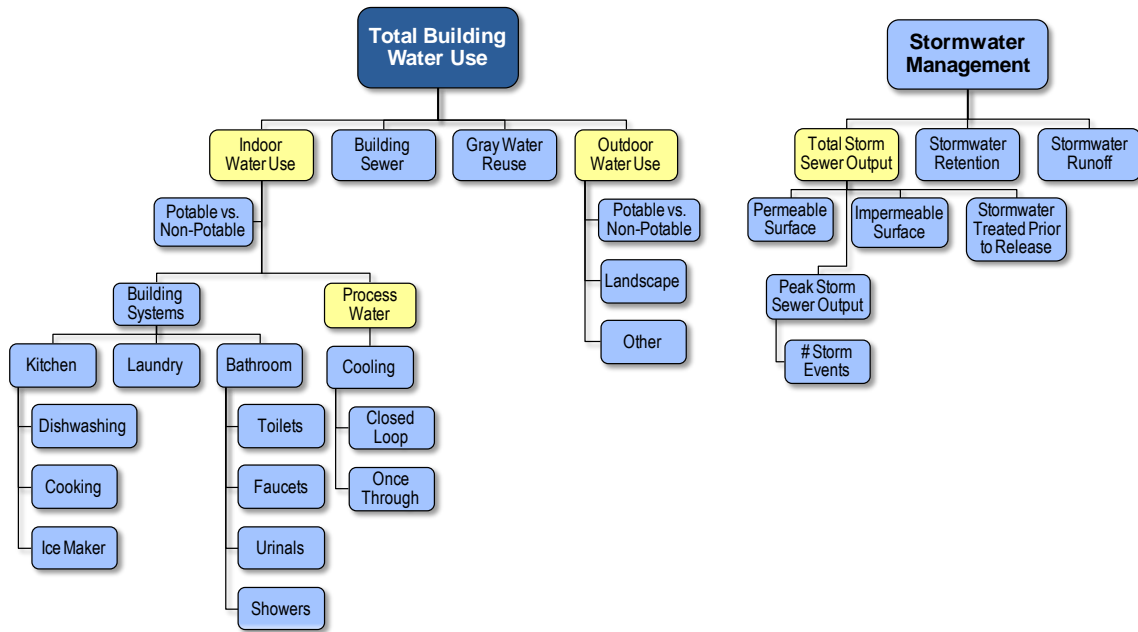 Total Building
Water Use
Stormwater
Management
Indoor
Water Use
Building
Sewer
Gray Water
Reuse
Outdoor
Water Use
Total Storm
Sewer Output
Stormwater
Retention
Stormwater
Runoff
Potable vs.
Non-Potable
Potable vs.
Non-Potable
Permeable
Surface
Impermeable
Surface
Stormwater
Treated Prior
to Release
Building
Systems
Process
Water
Landscape
Peak Storm
Sewer Output
Kitchen
Laundry
Bathroom
Cooling
Other
# Storm
Events
Dishwashing
Toilets
Closed
Loop
Cooking
Faucets
Once
Through
Ice Maker
Urinals
Showers